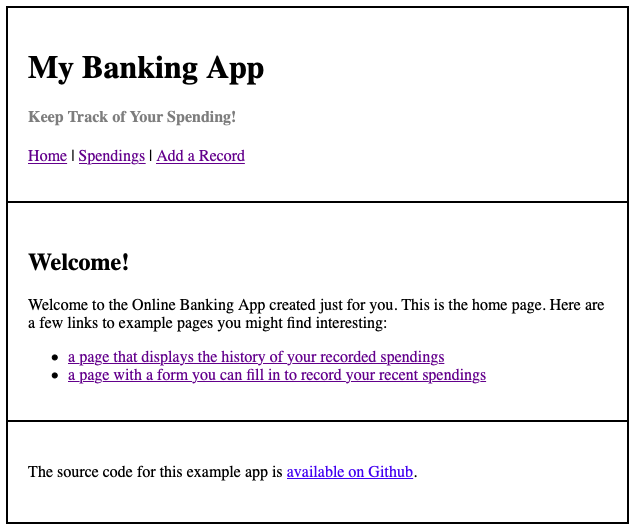 My Banking App
Keep Track of Your Spending!
Home | Spendings | Add a Record
Welcome!
Welcome to the Online Banking App created just for you. This is the home page. Here are
a few links to example pages you might find interesting:
• a page that displays the history of your recorded spendings
• a page with a form you can fill in to record your recent spendings
The source code for this example app is available on Github.